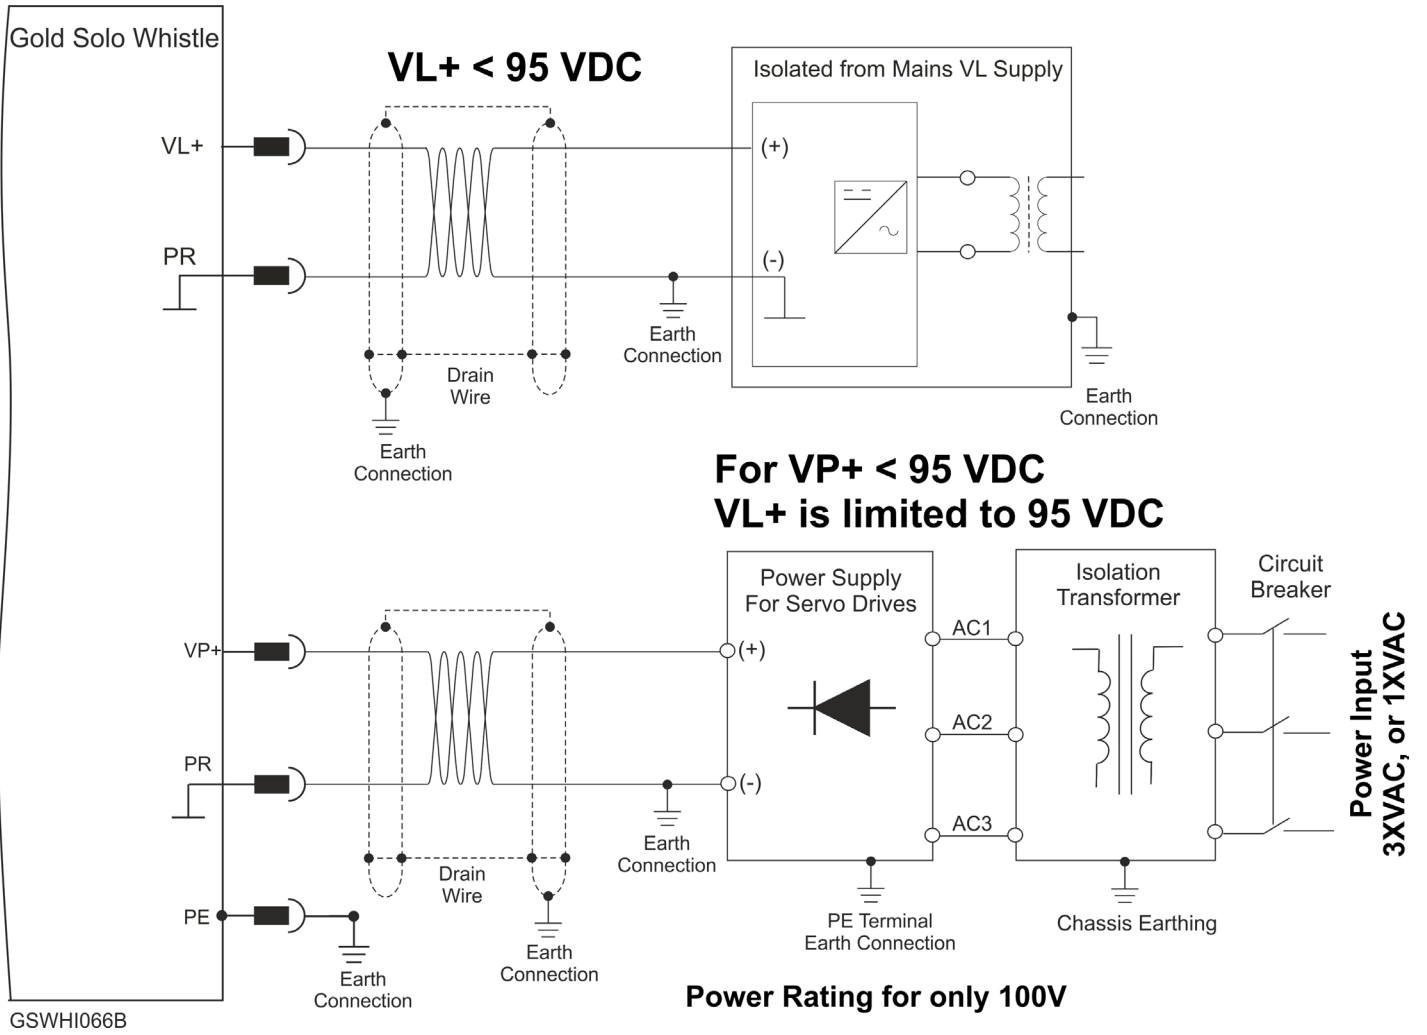 Gold Solo Whistle
VL+ < 95 VDC
Isolated from Mains VL Supply
VL+
(+)
PR
(-)
Earth
Connection
Drain
Wire
Earth
Connection
Earth
Connection
For VP+ < 95 VDC
VL+ is limited to 95 VDC
Power Supply
For Servo Drives
Isolation
Transformer
Circuit
Breaker
VP+
(+)
AC1
AC2
AC3
Power Input
3XVAC, or 1XVAC
PR
(-)
Earth
Connection
Drain
Wire
PE
Earth
Connection
Earth
Connection
PE Terminal
Earth Connection
Chassis Earthing
Power Rating for only 100V
GSWHI066B